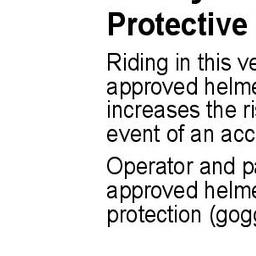 Protective
Riding in this ve
approved helme
increases the ri
event of an acc
Operator and pa
approved helme
protection (gogg